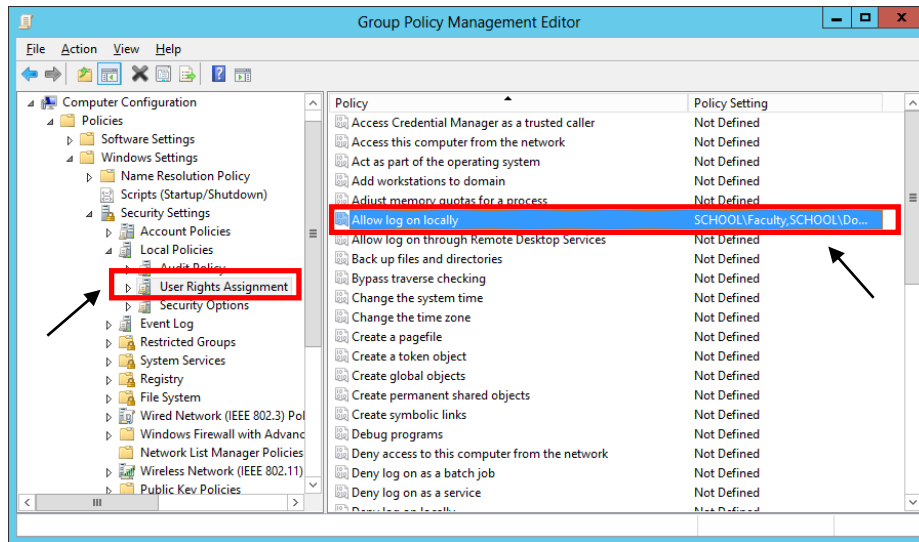 Group Policy Management Editor
File Action View Help
Computer Configuration
Policies
Software Settings
Windows Settings
Name Resolution Policy
Scripts (Startup/Shutdown)
Security Settings
Account Policies
Local Policies
Audit Policy
User Rights Assignment
Security Options
Event Log
Restricted Groups
System Services
Registry
File System
Wired Network (IEEE 802.3) Pol
Windows Firewall with Advanc
Network List Manager Policies
Wireless Network (IEEE 802.11)
Public Key Policies
Policy Policy Setting
Access Credential Manager as a trusted caller Not Defined
Access this computer from the network Not Defined
Act as part of the operating system Not Defined
Add workstations to domain Not Defined
Adjust memory quotas for a process Not Defined
Allow log on locally SCHOOL\Faculty,SCHOOL\Do...
Allow log on through Remote Desktop Services Not Defined
Back up files and directories Not Defined
Bypass traverse checking Not Defined
Change the system time Not Defined
Change the time zone Not Defined
Create a pagefile Not Defined
Create a token object Not Defined
Create global objects Not Defined
Create permanent shared objects Not Defined
Create symbolic links Not Defined
Debug programs Not Defined
Deny access to this computer from the network Not Defined
Deny log on as a batch job Not Defined
Deny log on as a service Not Defined
Deny log on locally Not Defined